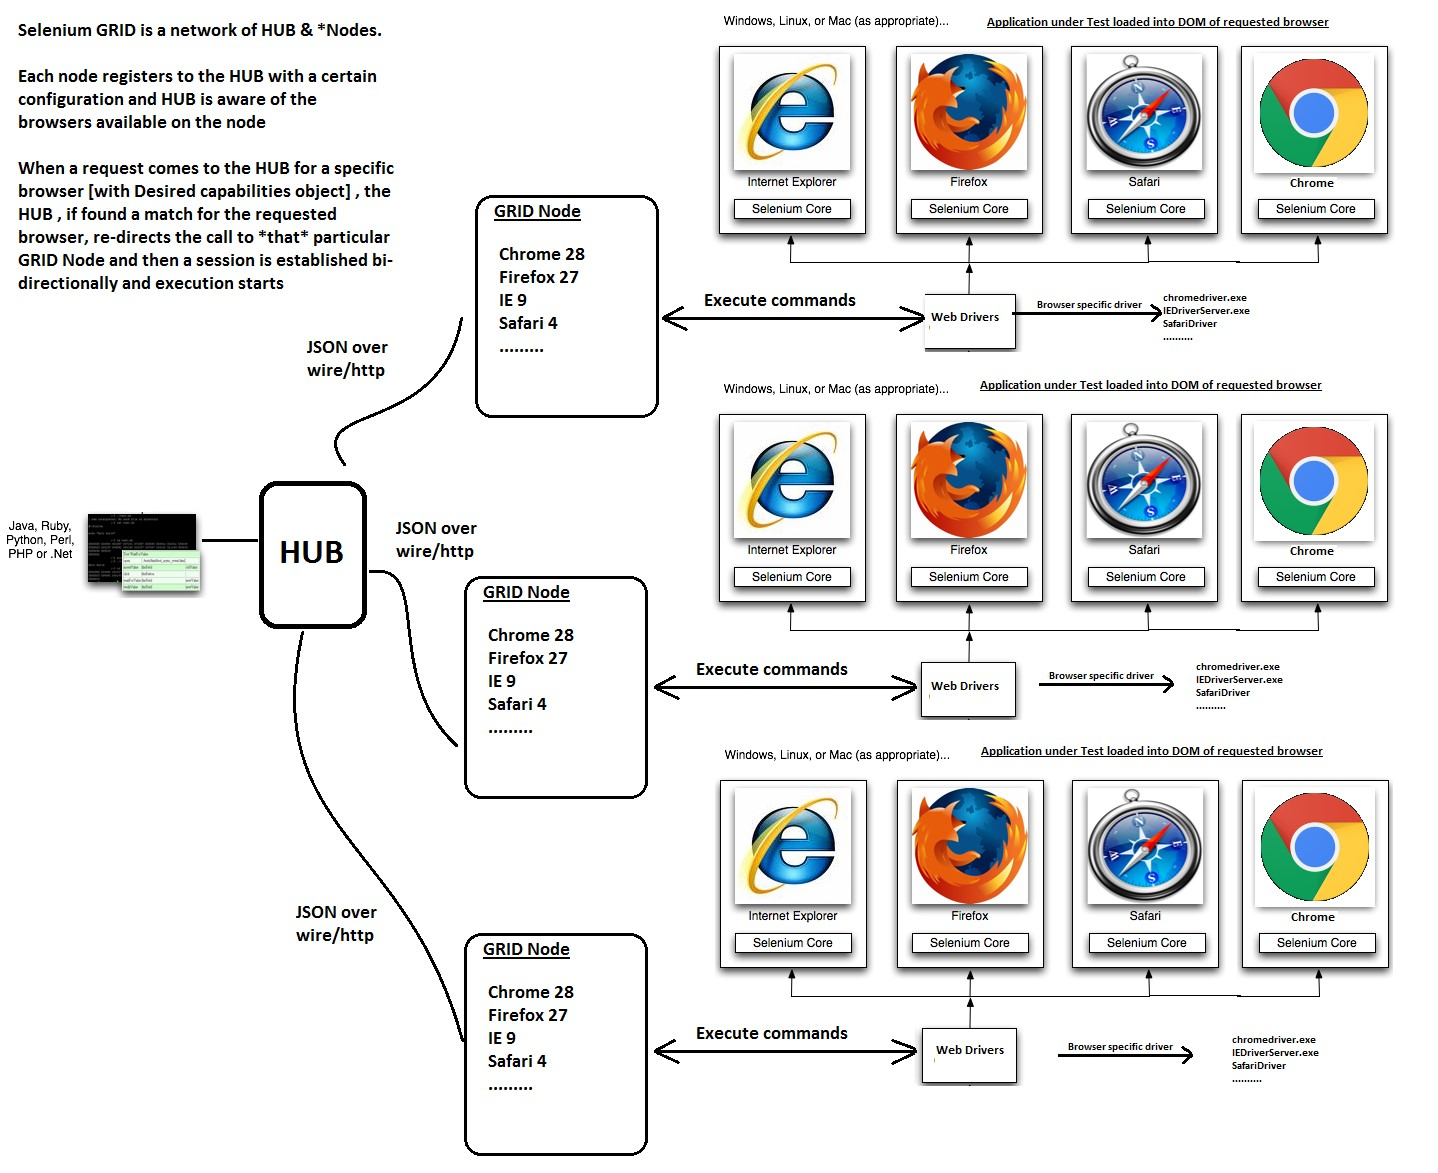 Selenium GRID is a network of HUB & *Nodes.
Each node registers to the HUB with a certain
configuration and HUB is aware of the
browsers available on the node
When a request comes to the HUB for a specific
browser [with Desired capabilities object] , the
HUB , if found a match for the requested
browser, re-directs the call to *that* particular
GRID Node and then a session is established bi-
directionally and execution starts
Java, Ruby,
Python, Perl,
PHP or .Net
HUB
JSON over
wire/http
GRID Node
Chrome 28
Firefox 27
IE 9
Safari 4
.........
Execute commands
Windows, Linux, or Mac (as appropriate)...
Application under Test loaded into DOM of requested browser
Internet Explorer
Firefox
Safari
Chrome
Selenium Core
Selenium Core
Selenium Core
Selenium Core
Web Drivers
Browser specific driver
chromedriver.exe
IEDriverServer.exe
SafariDriver
..........
JSON over
wire/http
GRID Node
Chrome 28
Firefox 27
IE 9
Safari 4
.........
Execute commands
Windows, Linux, or Mac (as appropriate)...
Application under Test loaded into DOM of requested browser
Internet Explorer
Firefox
Safari
Chrome
Selenium Core
Selenium Core
Selenium Core
Selenium Core
Web Drivers
Browser specific driver
chromedriver.exe
IEDriverServer.exe
SafariDriver
..........
JSON over
wire/http
GRID Node
Chrome 28
Firefox 27
IE 9
Safari 4
.........
Execute commands
Windows, Linux, or Mac (as appropriate)...
Application under Test loaded into DOM of requested browser
Internet Explorer
Firefox
Safari
Chrome
Selenium Core
Selenium Core
Selenium Core
Selenium Core
Web Drivers
Browser specific driver
chromedriver.exe
IEDriverServer.exe
SafariDriver
..........